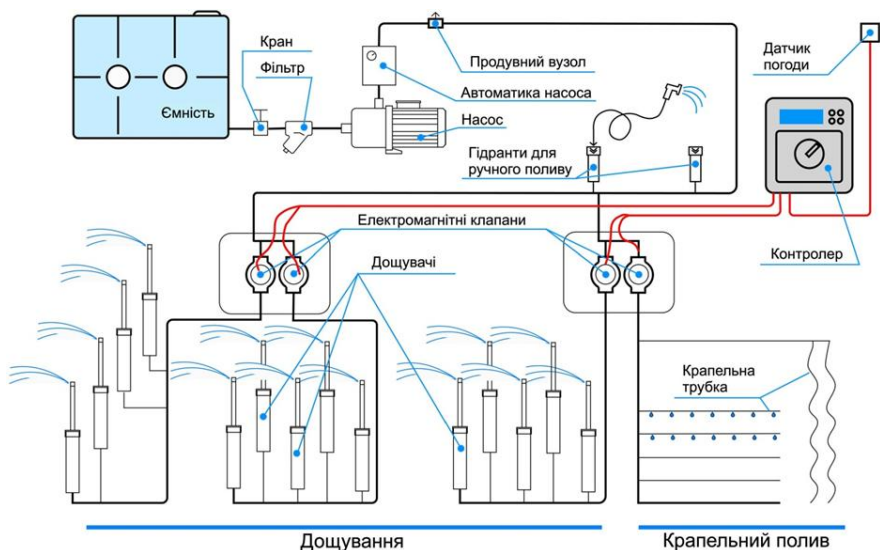 Кран
Фільтр
Ємність
Продувний вузол
Автоматика насоса
Насос
Гідранти для
ручного поливу
Датчик
погоди
Контролер
Електромагнітні клапани
Дощувачі
Крапельна
трубка
Дощування
Крапельний полив